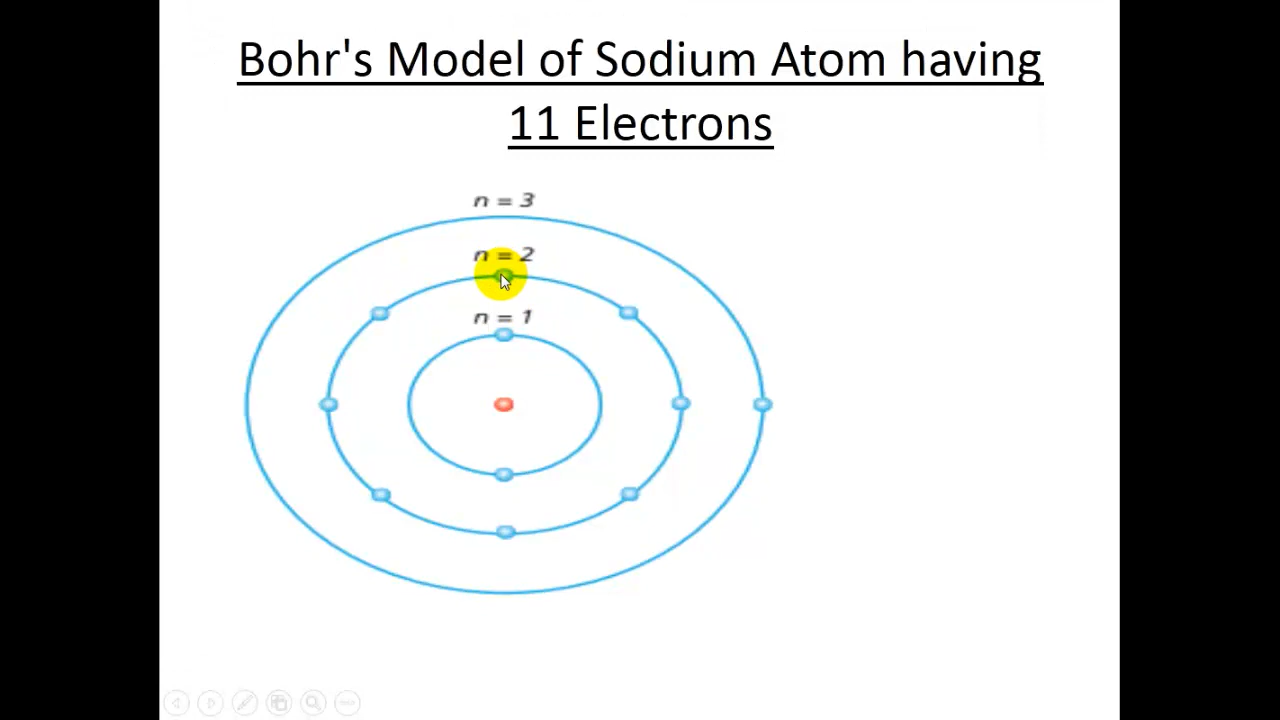 Bohr's Model of Sodium Atom having
11 Electrons
n = 3
n = 2
n = 1